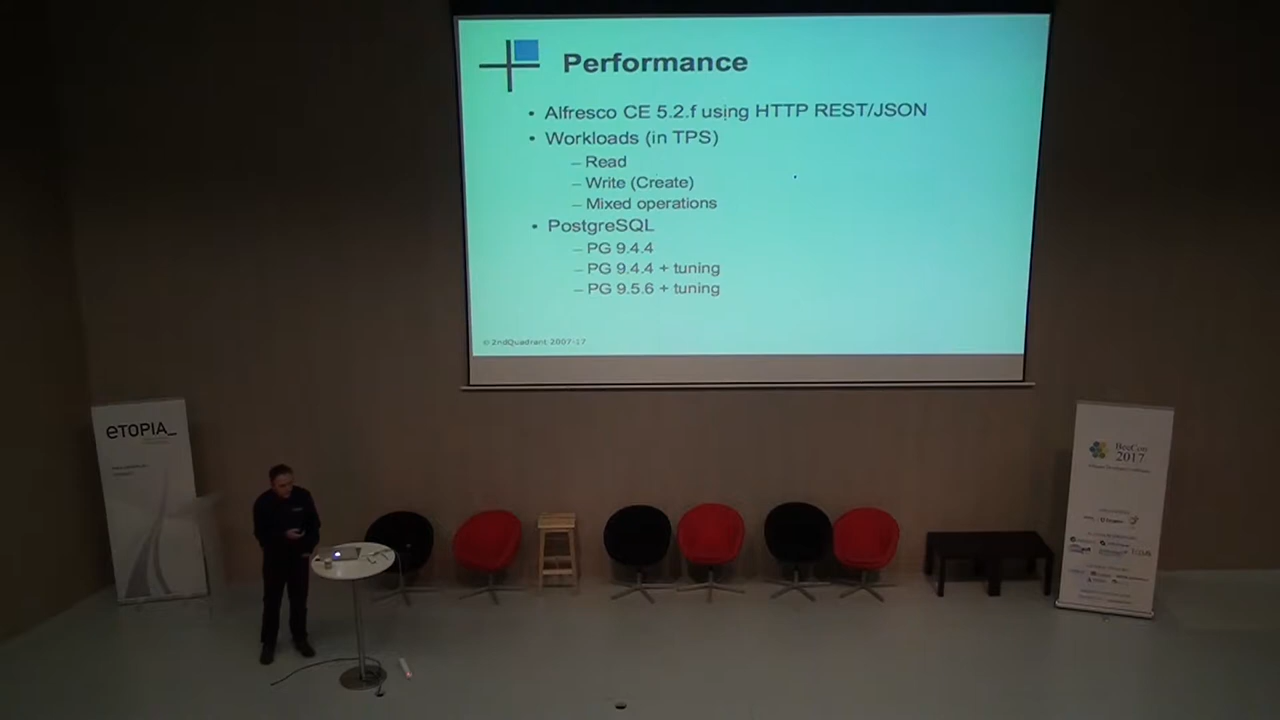 Performance
• Alfresco CE 5.2.f using HTTP REST/JSON
• Workloads (in TPS)
– Read
– Write (Create)
– Mixed operations
• PostgreSQL
– PG 9.4.4
– PG 9.4.4 + tuning
– PG 9.5.6 + tuning
© 2ndQuadrant 2007-17
eTOPIA_
BeeCon
2017